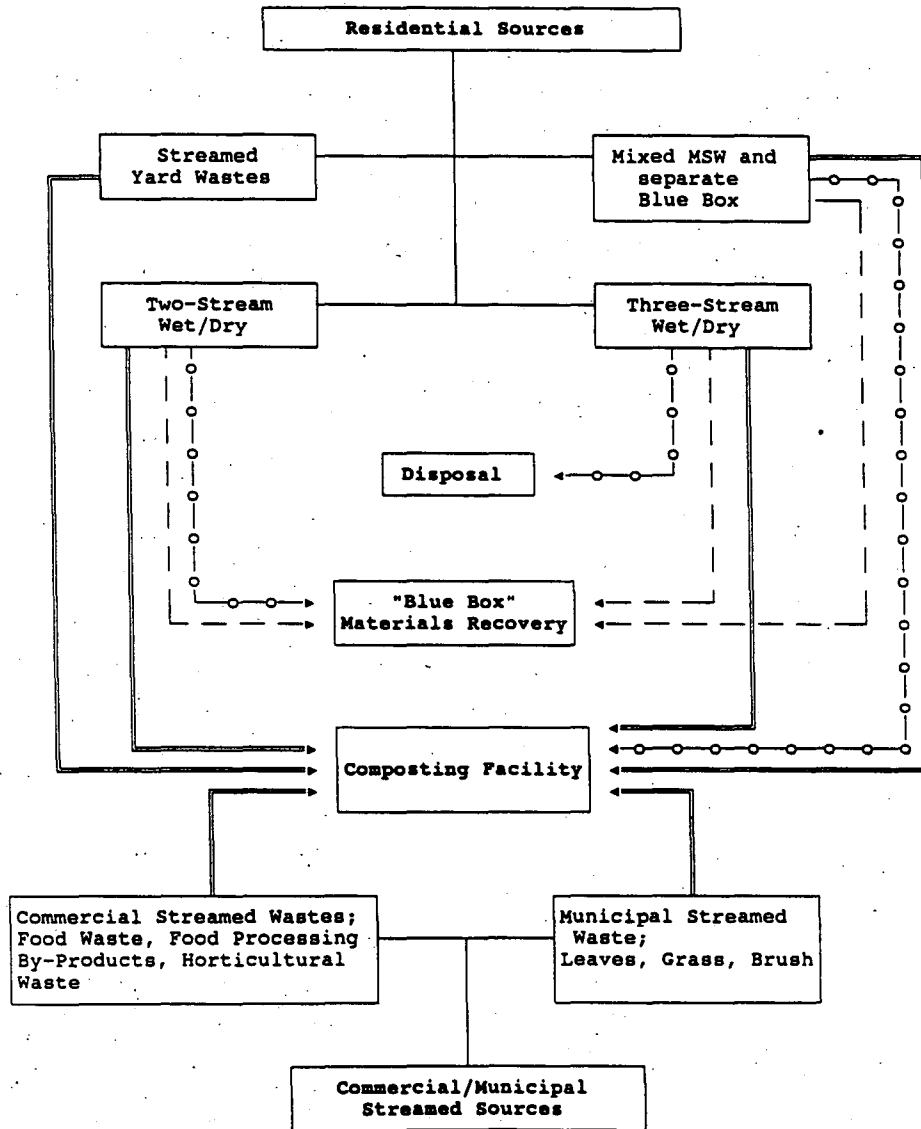 Residential Sources
Streamed
Yard Wastes
Mixed MSW and
separate
Blue Box
Two-Stream
Wet/Dry
Three-Stream
Wet/Dry
Disposal
"Blue Box"
Materials Recovery
Composting Facility
Commercial Streamed Wastes;
Food Waste, Food Processing
By-Products, Horticultural
Waste
Municipal Streamed
Waste;
Leaves, Grass, Brush
Commercial/Municipal
Streamed Sources